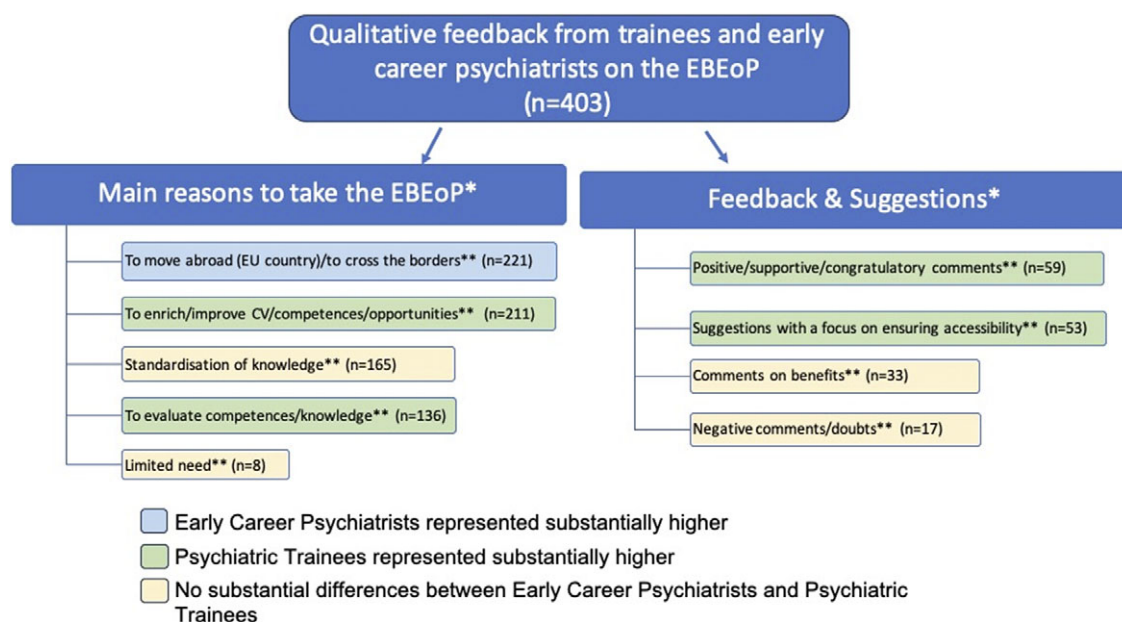 Qualitative feedback from trainees and early
career psychiatrists on the EBEoP
(n=403)
Main reasons to take the EBEoP*
To move abroad (EU country)/to cross the borders** (n=221)
To enrich/improve CV/competences/opportunities** (n=211)
Standardisation of knowledge** (n=165)
To evaluate competences/knowledge** (n=136)
Limited need** (n=8)
Feedback & Suggestions*
Positive/supportive/congratulatory comments** (n=59)
Suggestions with a focus on ensuring accessibility** (n=53)
Comments on benefits** (n=33)
Negative comments/doubts** (n=17)
Early Career Psychiatrists represented substantially higher
Psychiatric Trainees represented substantially higher
No substantial differences between Early Career Psychiatrists and Psychiatric
Trainees